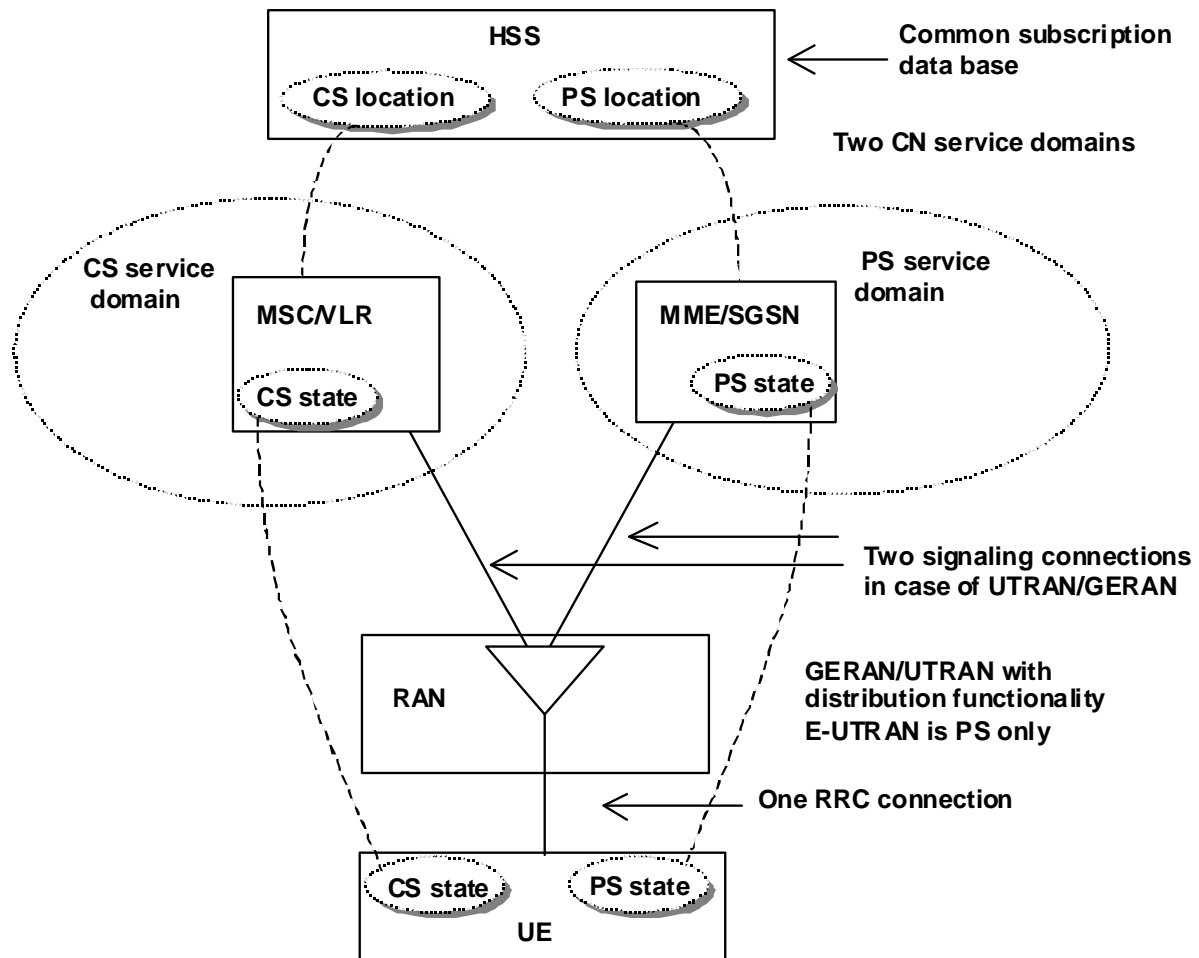 HSS
Common subscription
data base
CS location
PS location
Two CN service domains
CS service
domain
PS service
domain
MSC/VLR
MME/SGSN
CS state
PS state
Two signaling connections
in case of UTRAN/GERAN
RAN
GERAN/UTRAN with
distribution functionality
E-UTRAN is PS only
One RRC connection
CS state
PS state
UE